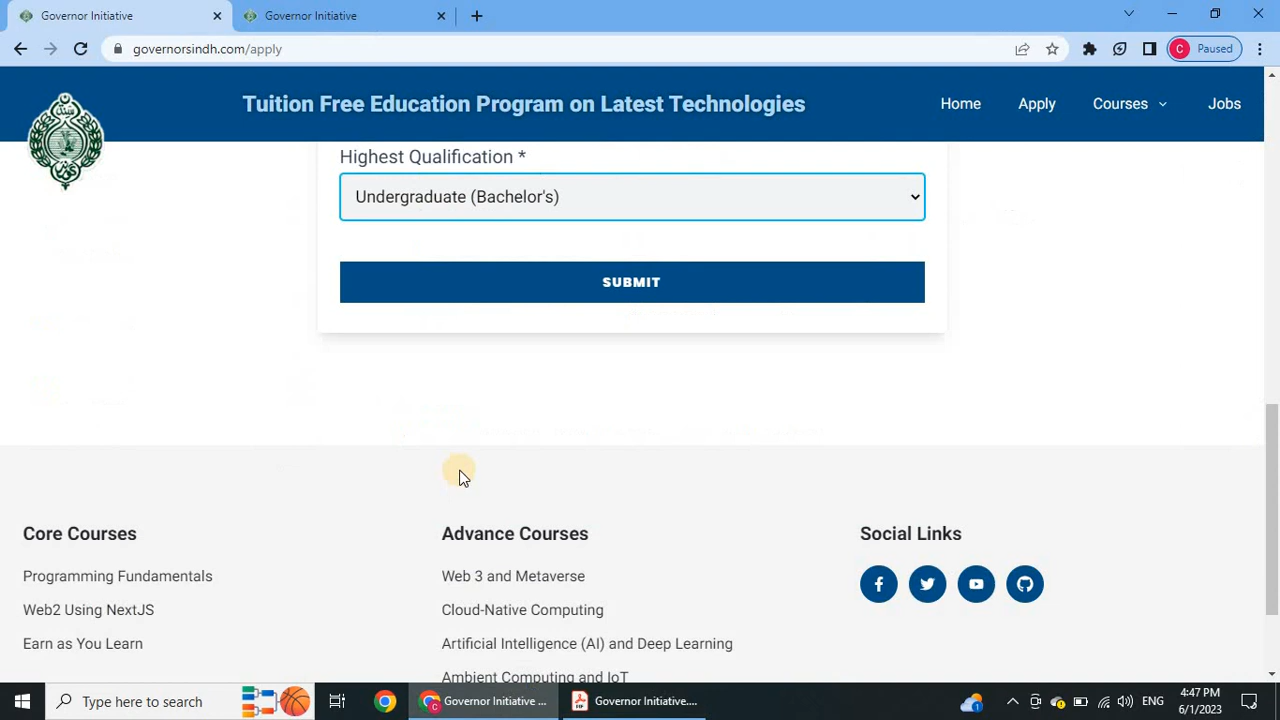 Governor Initiative
Governor Initiative
governorsindh.com/apply
C Paused
Tuition Free Education Program on Latest Technologies
Home
Apply
Courses
Jobs
Highest Qualification *
Undergraduate (Bachelor's)
SUBMIT
Core Courses
Advance Courses
Social Links
Programming Fundamentals
Web 3 and Metaverse
Web2 Using NextJS
Cloud-Native Computing
Earn as You Learn
Artificial Intelligence (AI) and Deep Learning
Ambient Computing and IoT
Type here to search
Governor Initiative ...
Governor Initiative....
ENG
4:47 PM
6/1/2023